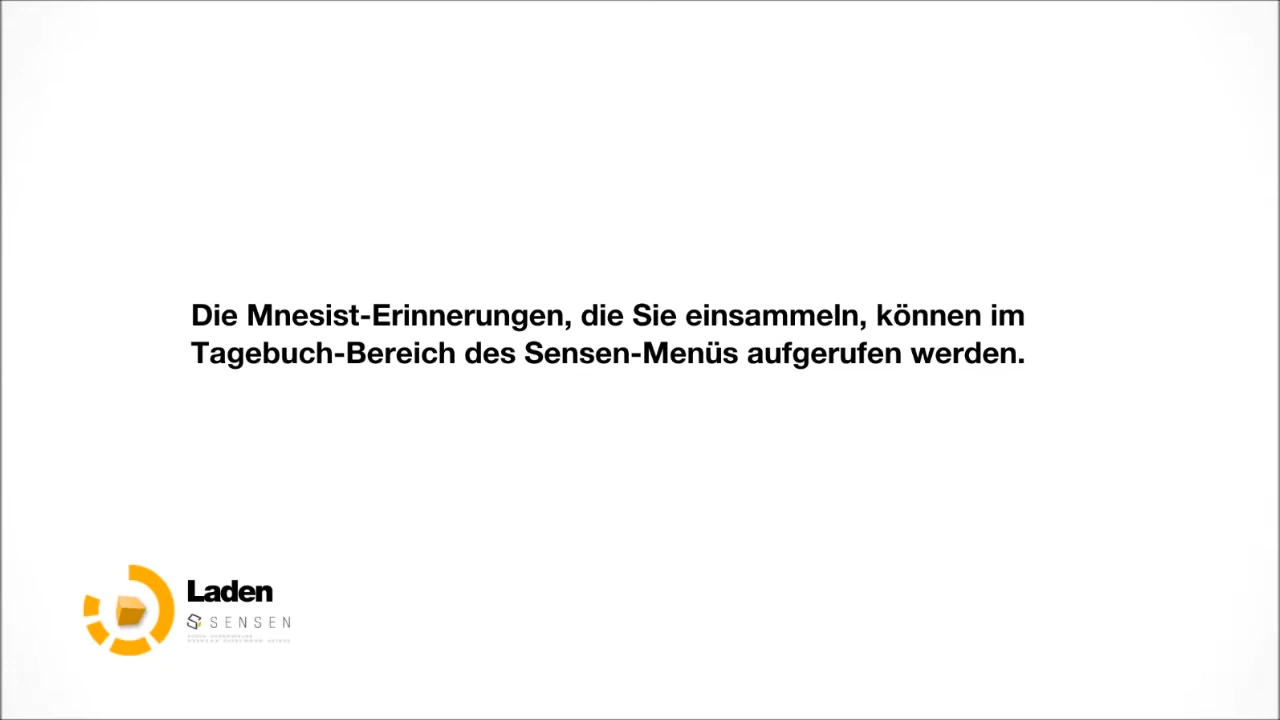 Die Mnesist-Erinnerungen, die Sie einsammeln, können im
Tagebuch-Bereich des Sensen-Menüs aufgerufen werden.
Laden
SENSEN